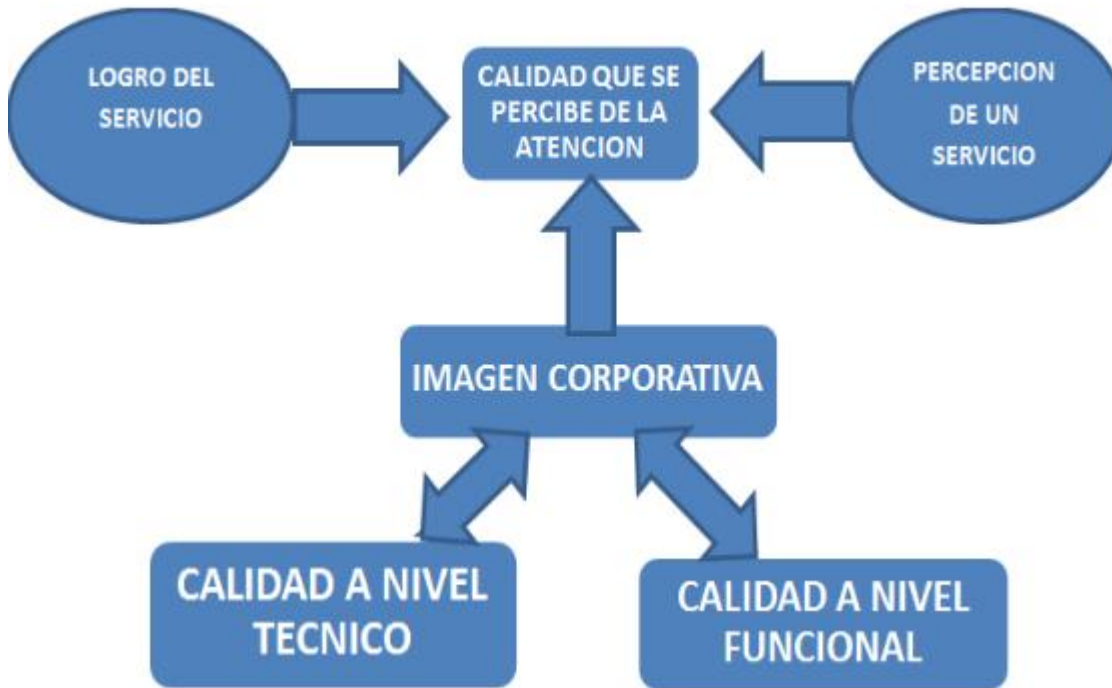 LOGRO DEL
SERVICIO
CALIDAD QUE SE
PERCIBE DE LA
ATENCION
PERCEPCION
DE UN
SERVICIO
IMAGEN CORPORATIVA
CALIDAD A NIVEL
TECNICO
CALIDAD A NIVEL
FUNCIONAL